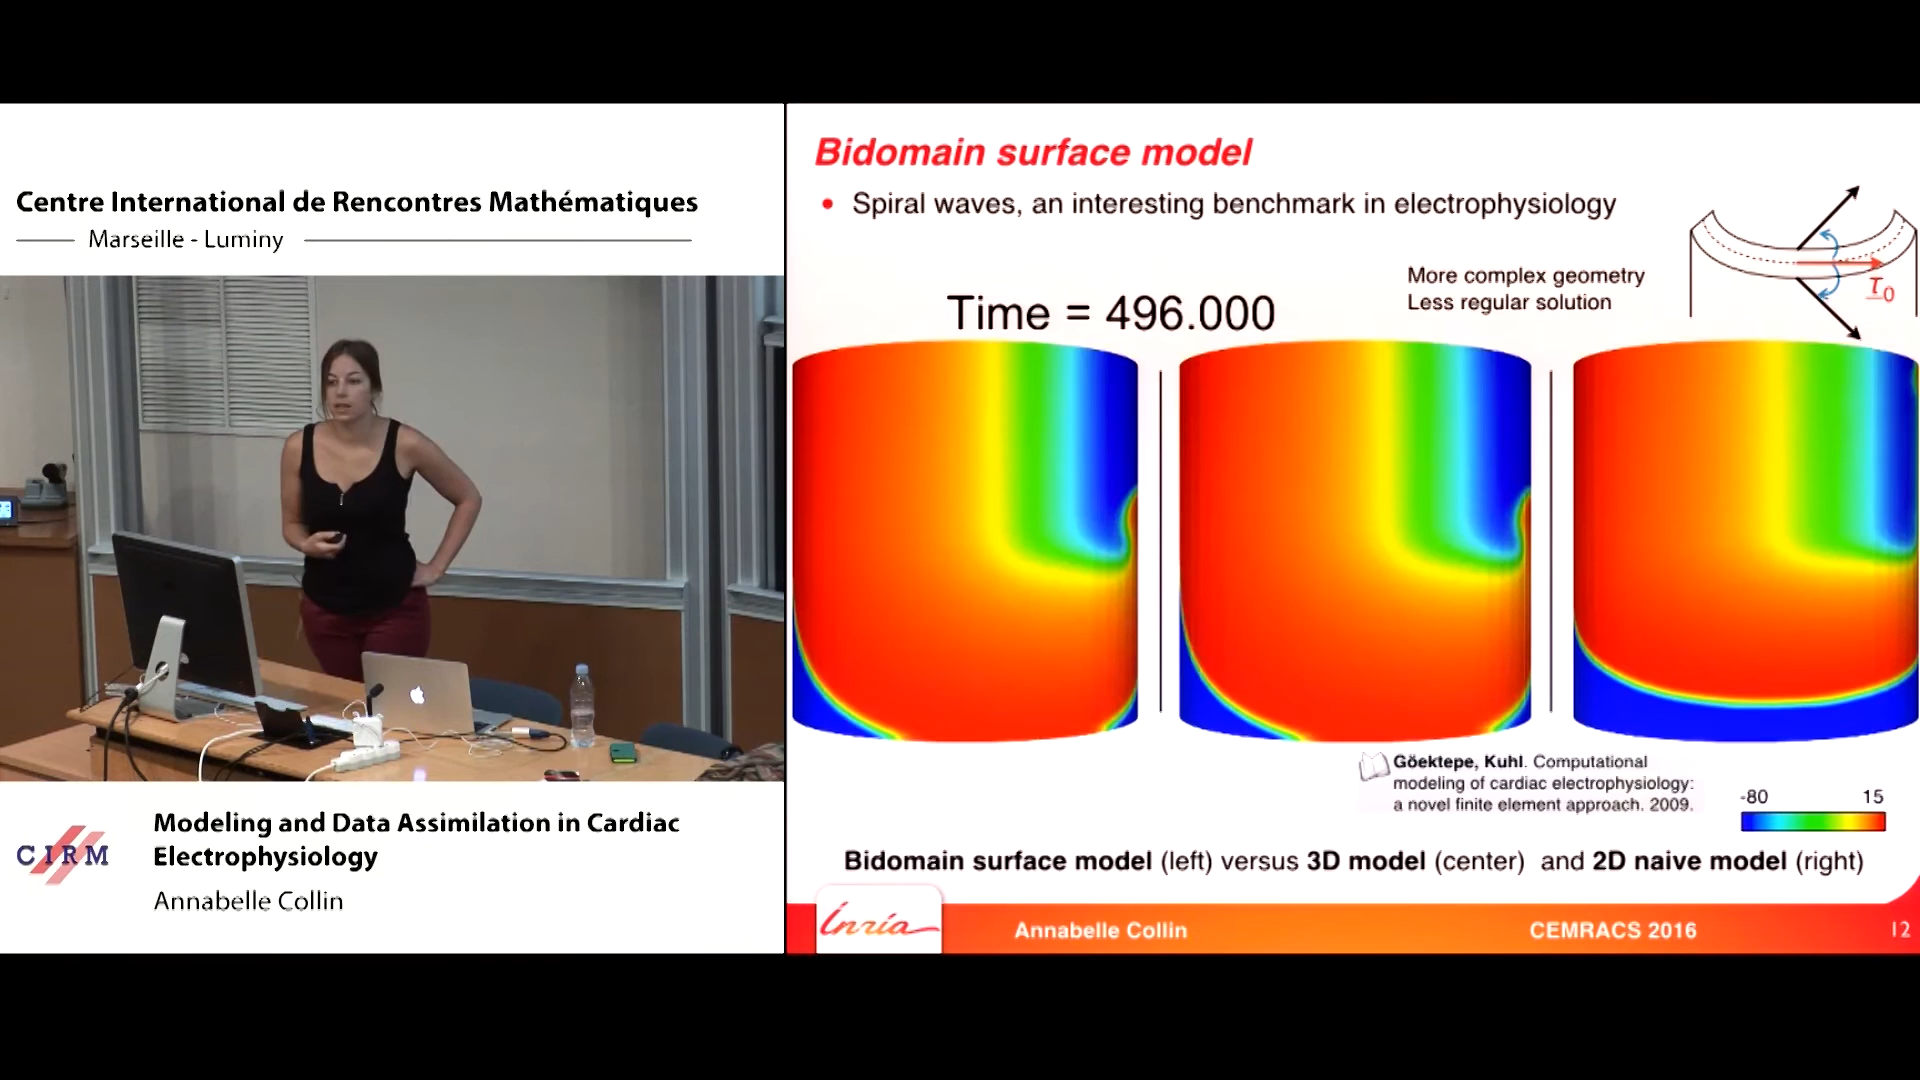 Centre International de Rencontres Mathématiques
Marseille - Luminy
CIRM
Modeling and Data Assimilation in Cardiac
Electrophysiology
Annabelle Collin
Bidomain surface model
• Spiral waves, an interesting benchmark in electrophysiology
More complex geometry
Less regular solution
τ0
Time = 496.000
Göektepe, Kuhl. Computational
modeling of cardiac electrophysiology:
a novel finite element approach. 2009.
-80 15
Bidomain surface model (left) versus 3D model (center) and 2D naive model (right)
Inria
Annabelle Collin
CEMRACS 2016
12